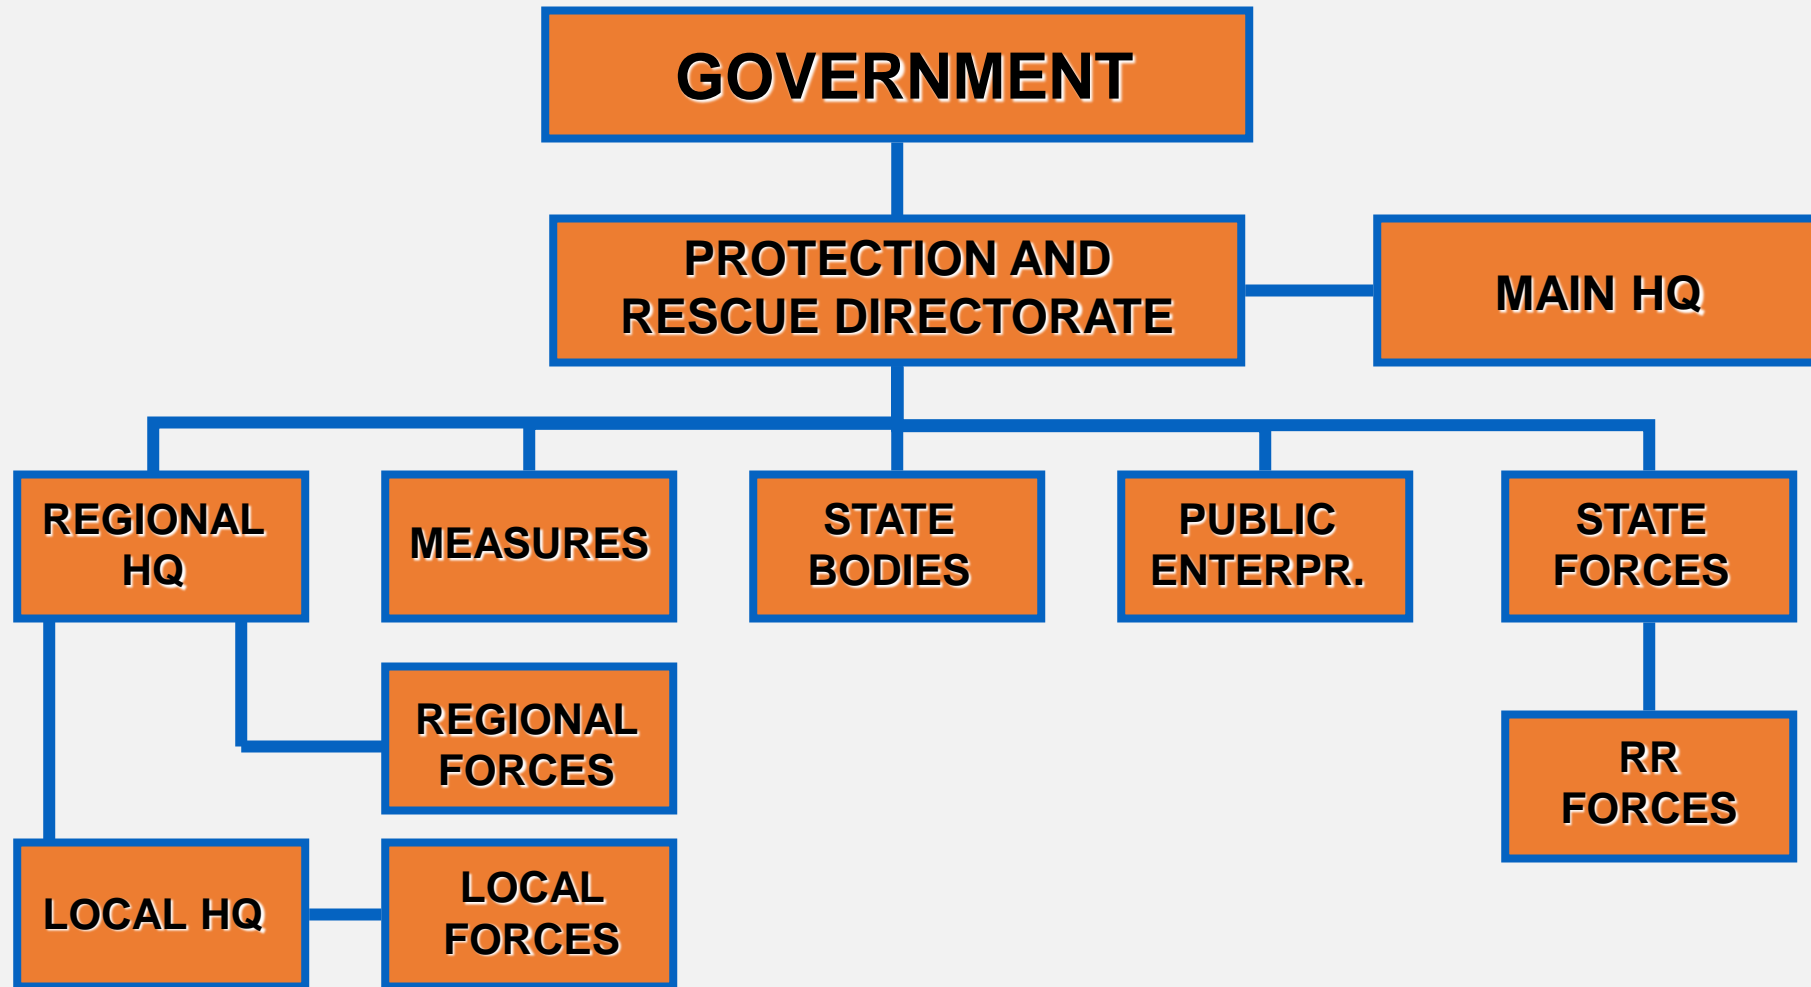 GOVERNMENT
PROTECTION AND
RESCUE DIRECTORATE
MAIN HQ
REGIONAL
HQ
MEASURES
STATE
BODIES
PUBLIC
ENTERPR.
STATE
FORCES
REGIONAL
FORCES
RR
FORCES
LOCAL HQ
LOCAL
FORCES